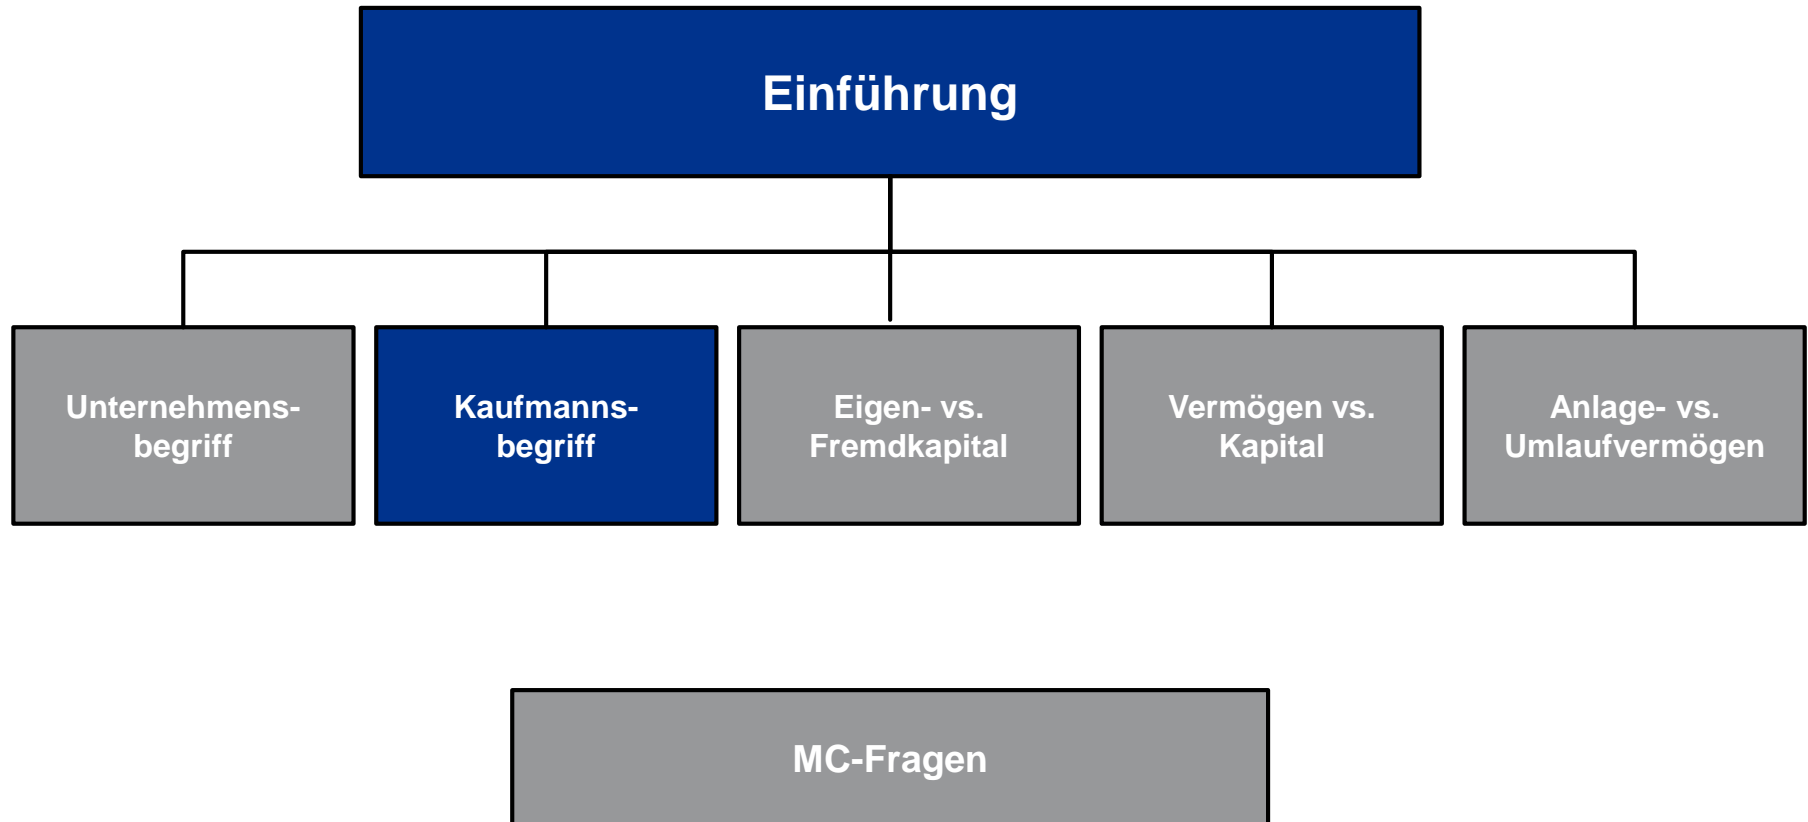 Einführung
Unternehmens-
begriff
Kaufmanns-
begriff
Eigen- vs.
Fremdkapital
Vermögen vs.
Kapital
Anlage- vs.
Umlaufvermögen
MC-Fragen